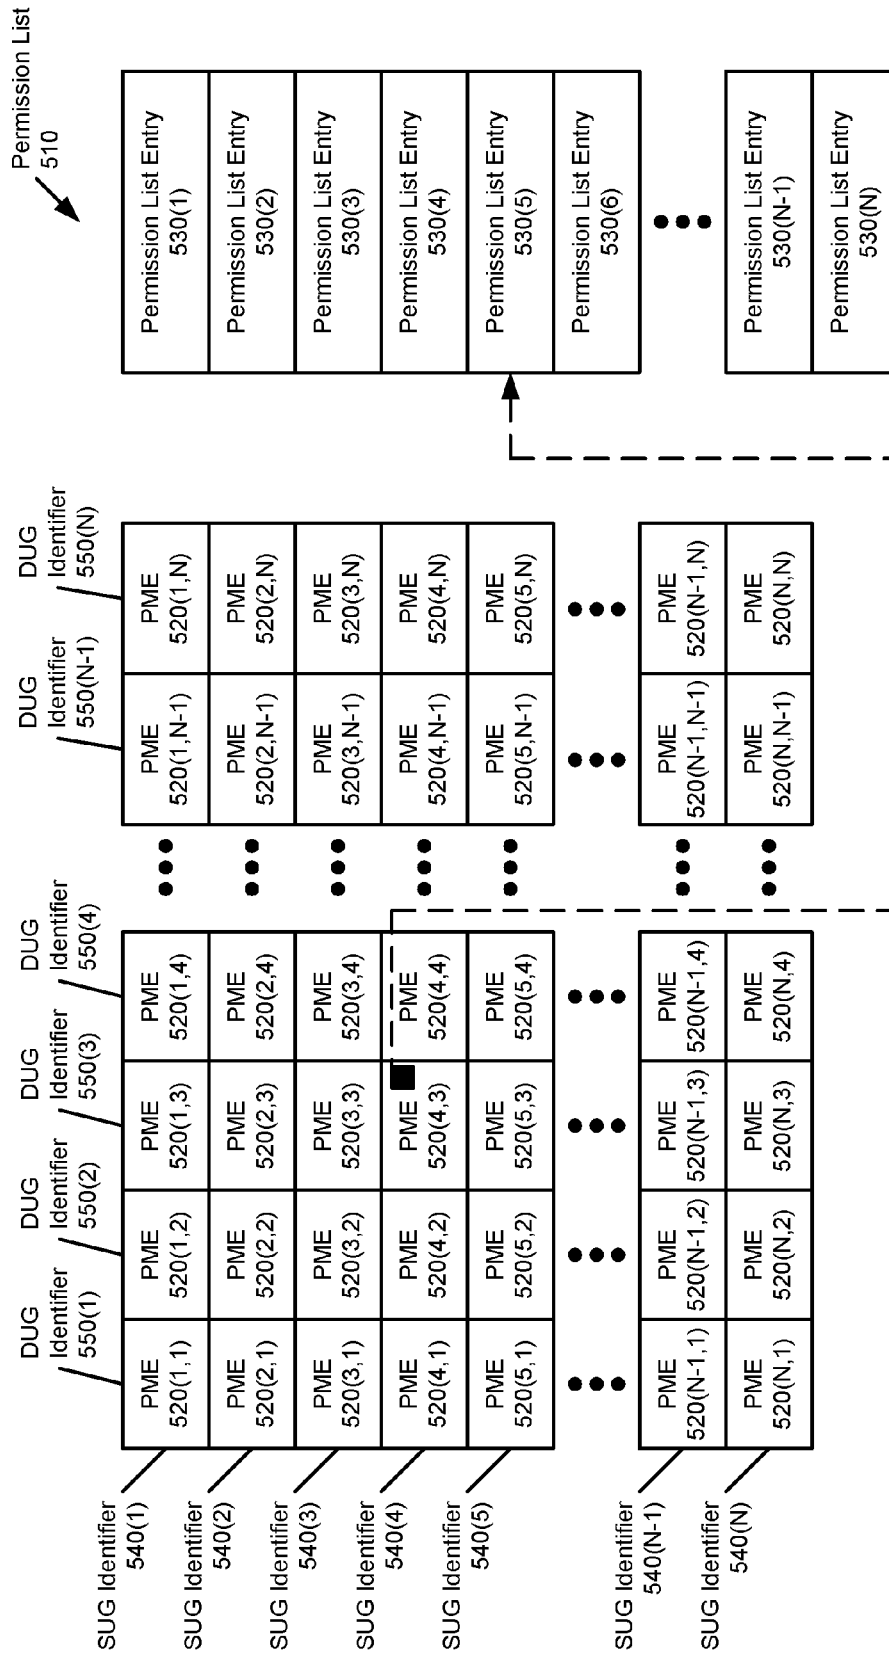 DUG
Identifier
550(1)
DUG
Identifier
550(2)
DUG
Identifier
550(3)
DUG
Identifier
550(4)
DUG
Identifier
550(N-1)
DUG
Identifier
550(N)
Permission List
510
SUG Identifier
540(1)
PME
520(1,1)
PME
520(1,2)
PME
520(1,3)
PME
520(1,4)
PME
520(1,N-1)
PME
520(1,N)
Permission List Entry
530(1)
SUG Identifier
540(2)
PME
520(2,1)
PME
520(2,2)
PME
520(2,3)
PME
520(2,4)
PME
520(2,N-1)
PME
520(2,N)
Permission List Entry
530(2)
SUG Identifier
540(3)
PME
520(3,1)
PME
520(3,2)
PME
520(3,3)
PME
520(3,4)
PME
520(3,N-1)
PME
520(3,N)
Permission List Entry
530(3)
SUG Identifier
540(4)
PME
520(4,1)
PME
520(4,2)
PME
520(4,3)
PME
520(4,4)
PME
520(4,N-1)
PME
520(4,N)
Permission List Entry
530(4)
SUG Identifier
540(5)
PME
520(5,1)
PME
520(5,2)
PME
520(5,3)
PME
520(5,4)
PME
520(5,N-1)
PME
520(5,N)
Permission List Entry
530(5)
Permission List Entry
530(6)
SUG Identifier
540(N-1)
PME
520(N-1,1)
PME
520(N-1,2)
PME
520(N-1,3)
PME
520(N-1,4)
PME
520(N-1,N-1)
PME
520(N-1,N)
Permission List Entry
530(N-1)
SUG Identifier
540(N)
PME
520(N,1)
PME
520(N,2)
PME
520(N,3)
PME
520(N,4)
PME
520(N,N-1)
PME
520(N,N)
Permission List Entry
530(N)